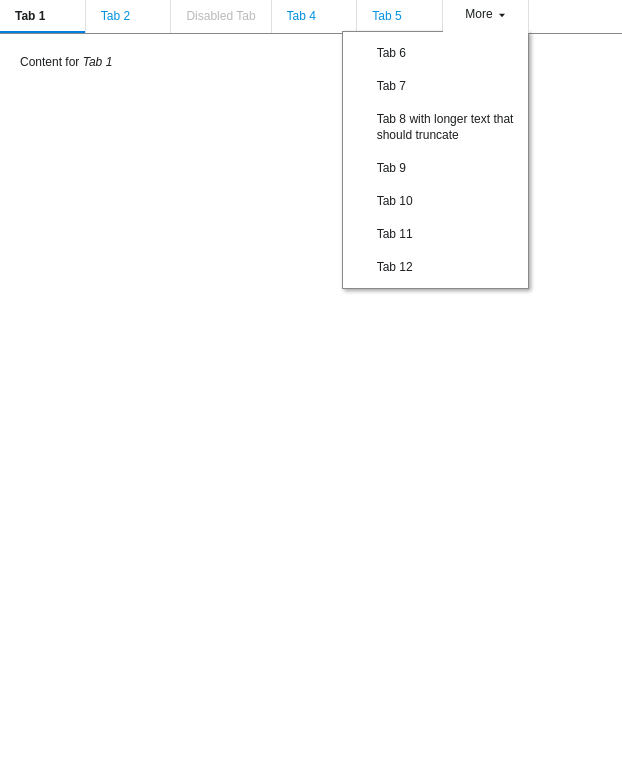 Tab 1 Tab 2 Disabled Tab Tab 4 Tab 5 More
Content for Tab 1
Tab 6
Tab 7
Tab 8 with longer text that
should truncate
Tab 9
Tab 10
Tab 11
Tab 12